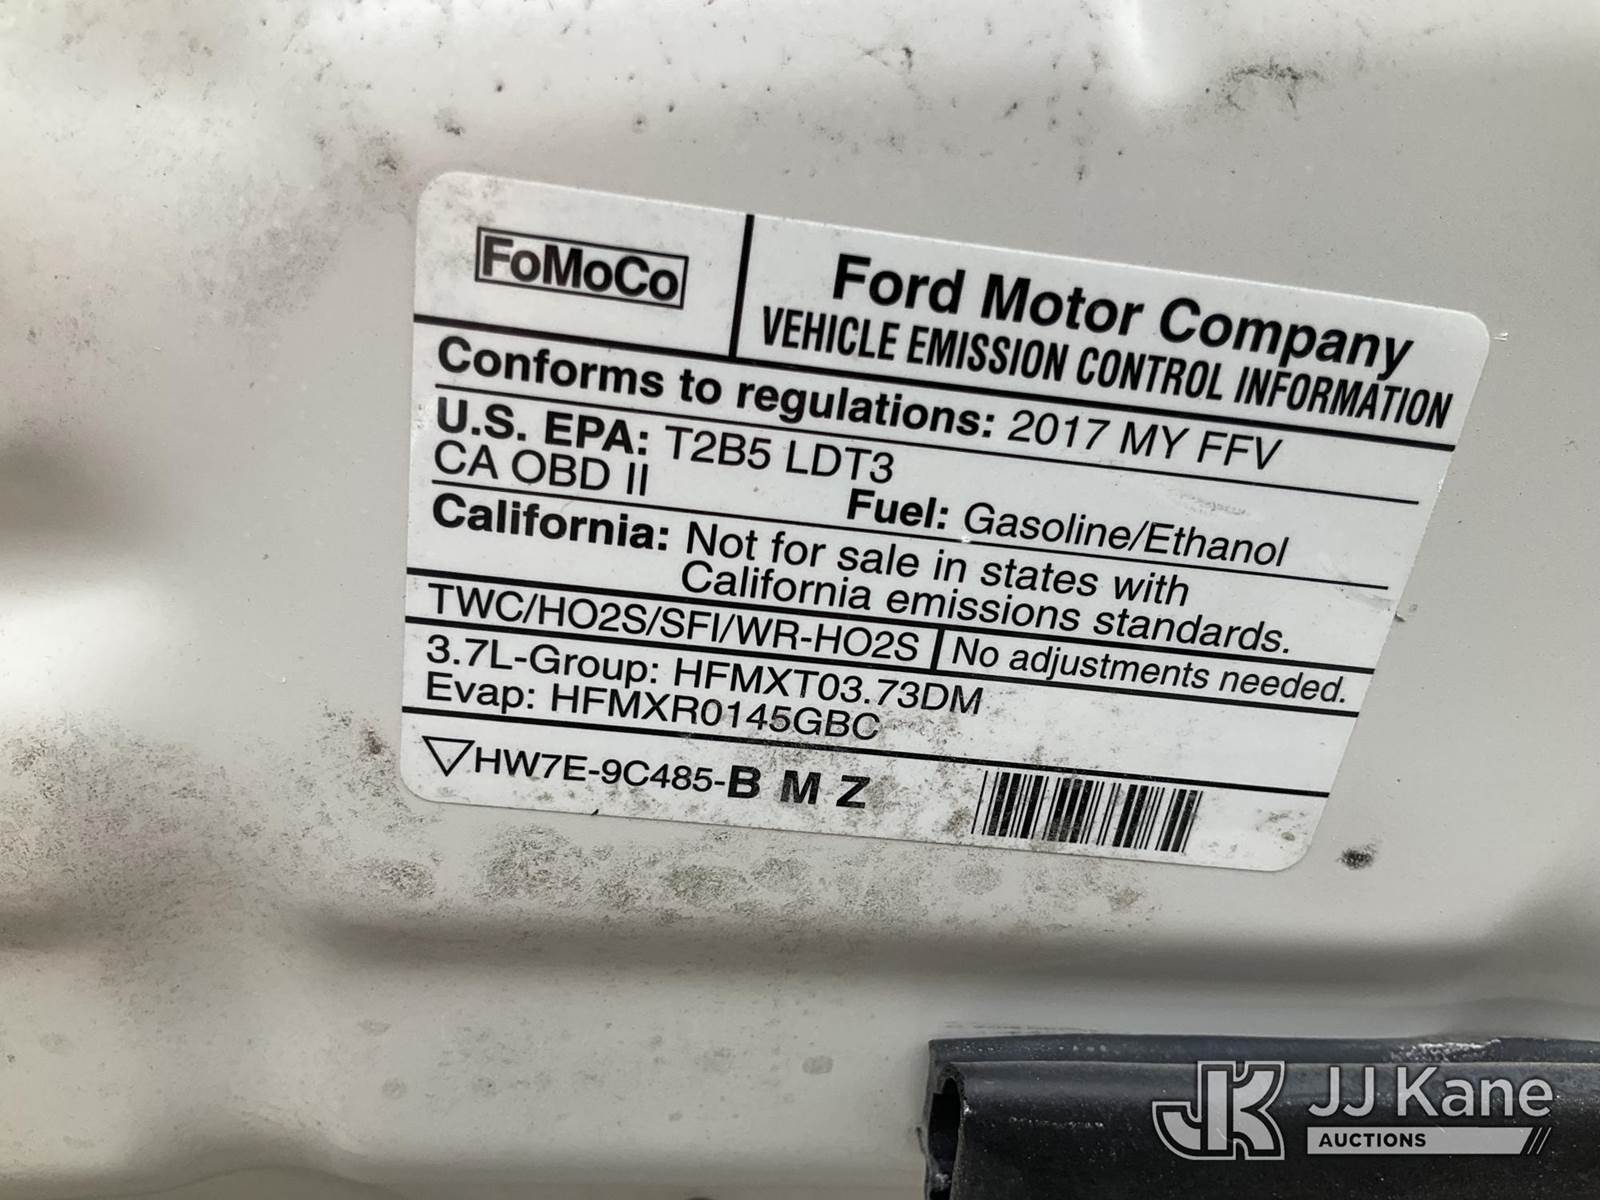 FoMoCo
Ford Motor Company
VEHICLE EMISSION CONTROL INFORMATION
Conforms to regulations: 2017 MY FFV
U.S. EPA: T2B5 LDT3
CA OBD II
Fuel: Gasoline/Ethanol
California: Not for sale in states with
California emissions standards.
TWC/HO2S/SFI/WR-HO2S
No adjustments needed.
3.7L-Group: HFMXT03.73DM
Evap: HFMXR0145GBC
HW7E-9C485-B M Z
JK
JJ Kane
AUCTIONS